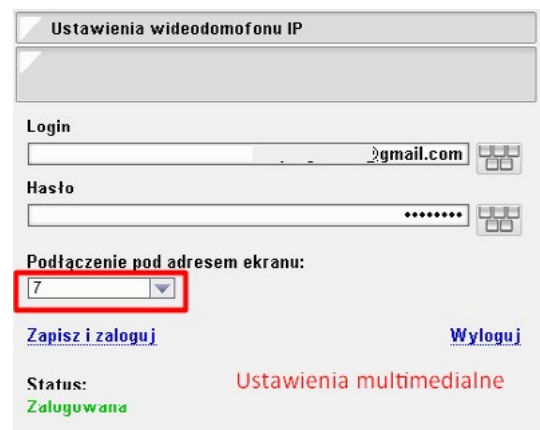 Ustawienia wideodomofonu IP
Login
@gmail.com
Hasło
••••••••
Podłączenie pod adresem ekranu:
7
Zapisz i zaloguj
Wyloguj
Status:
Ustawienia multimedialne
Zalogowana